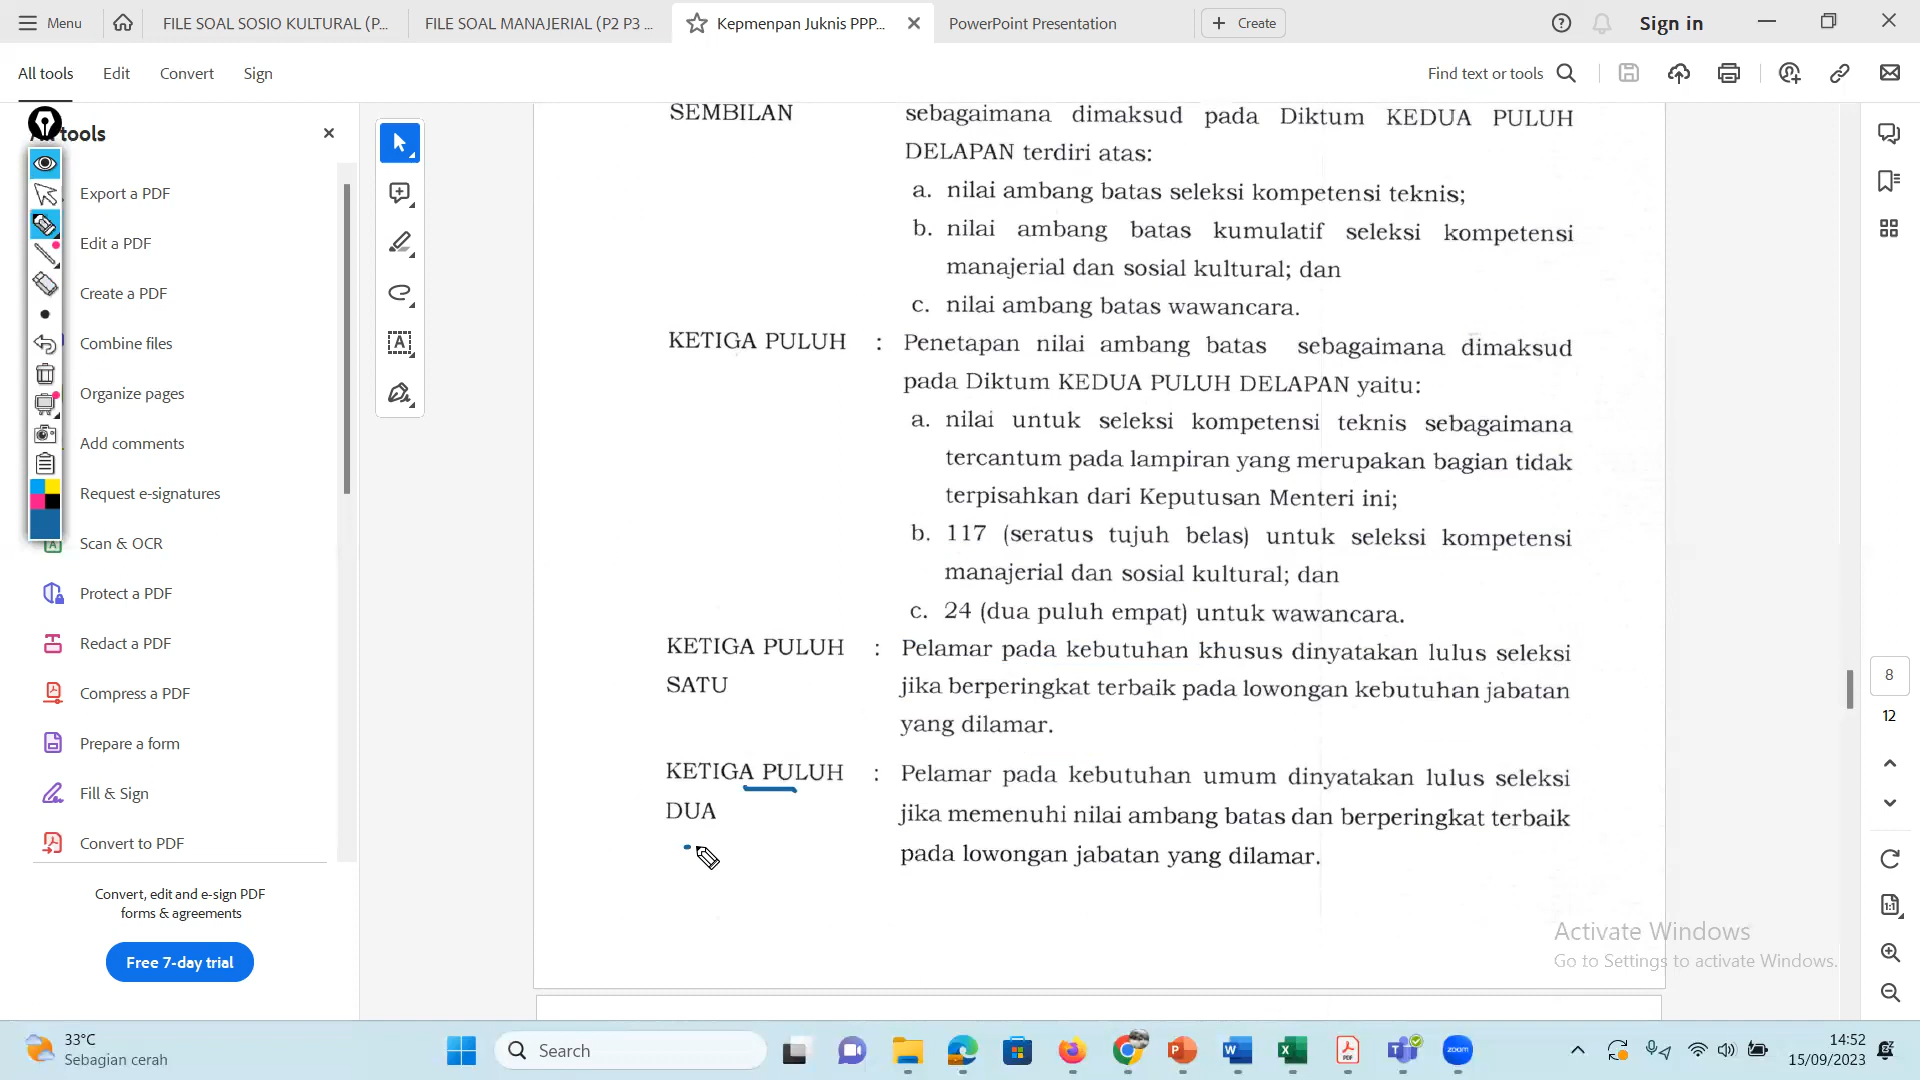 Menu
FILE SOAL SOSIO KULTURAL (P...
FILE SOAL MANAJERIAL (P2 P3 ...
Kepmenpan Juknis PPP...
PowerPoint Presentation
Create
Sign in
All tools
Edit
Convert
Sign
Find text or tools
tools
Export a PDF
Edit a PDF
Create a PDF
Combine files
Organize pages
Add comments
Request e-signatures
Scan & OCR
Protect a PDF
Redact a PDF
Compress a PDF
Prepare a form
Fill & Sign
Convert to PDF
Convert, edit and e-sign PDF
forms & agreements
Free 7-day trial
SEMBILAN sebagaimana dimaksud pada Diktum KEDUA PULUH
DELAPAN terdiri atas:
a. nilai ambang batas seleksi kompetensi teknis;
b. nilai ambang batas kumulatif seleksi kompetensi
manajerial dan sosial kultural; dan
c. nilai ambang batas wawancara.
KETIGA PULUH : Penetapan nilai ambang batas sebagaimana dimaksud
pada Diktum KEDUA PULUH DELAPAN yaitu:
a. nilai untuk seleksi kompetensi teknis sebagaimana
tercantum pada lampiran yang merupakan bagian tidak
terpisahkan dari Keputusan Menteri ini;
b. 117 (seratus tujuh belas) untuk seleksi kompetensi
manajerial dan sosial kultural; dan
c. 24 (dua puluh empat) untuk wawancara.
KETIGA PULUH : Pelamar pada kebutuhan khusus dinyatakan lulus seleksi
SATU jika berperingkat terbaik pada lowongan kebutuhan jabatan
yang dilamar.
KETIGA PULUH : Pelamar pada kebutuhan umum dinyatakan lulus seleksi
DUA jika memenuhi nilai ambang batas dan berperingkat terbaik
pada lowongan jabatan yang dilamar.
8
12
Activate Windows
Go to Settings to activate Windows.
33°C
Sebagian cerah
Search
zoom
14:52
15/09/2023